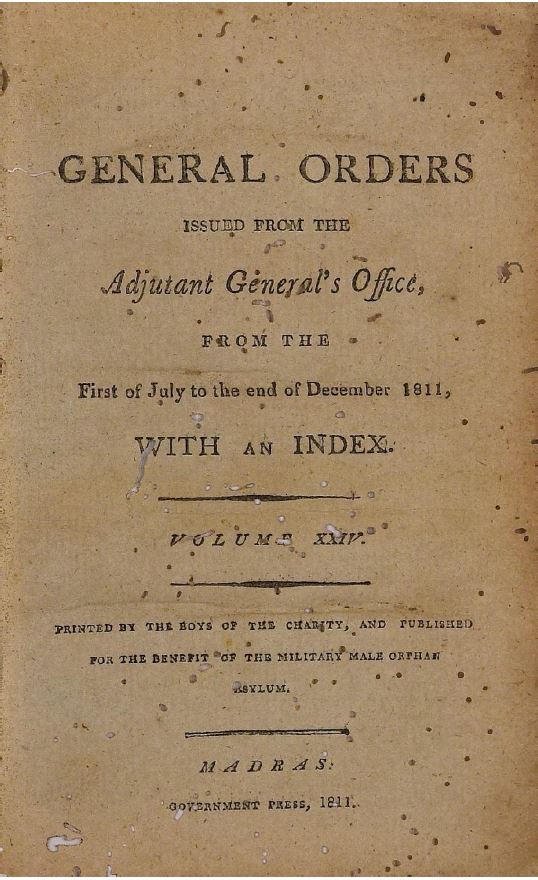 GENERAL ORDERS
ISSUED FROM THE
Adjutant General's Office,
FROM THE
First of July to the end of December 1811,
WITH AN INDEX.
VOLUME XXIV.
PRINTED BY THE BOYS OF THE CHARITY, AND PUBLISHED
FOR THE BENEFIT OF THE MILITARY MALE ORPHAN
ASYLUM.
MADRAS:
GOVERNMENT PRESS, 1811.